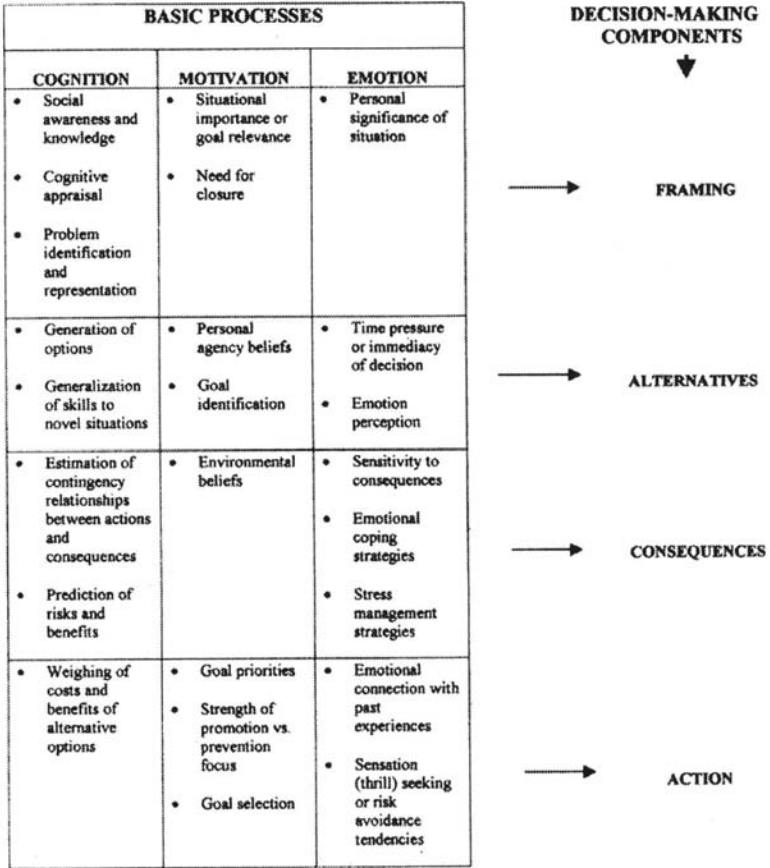 BASIC PROCESSES
DECISION-MAKING
COMPONENTS
COGNITION
MOTIVATION
EMOTION
• Social
awareness and
knowledge
• Cognitive
appraisal
• Problem
identification
and
representation
• Situational
importance or
goal relevance
• Need for
closure
• Personal
significance of
situation
FRAMING
• Generation of
options
• Generalization
of skills to
novel situations
• Personal
agency beliefs
• Goal
identification
• Time pressure
or immediacy
of decision
• Emotion
perception
ALTERNATIVES
• Estimation of
contingency
relationships
between actions
and
consequences
• Prediction of
risks and
benefits
• Environmental
beliefs
• Sensitivity to
consequences
• Emotional
coping
strategies
• Stress
management
strategies
CONSEQUENCES
• Weighing of
costs and
benefits of
alternative
options
• Goal priorities
• Strength of
promotion vs.
prevention
focus
• Goal selection
• Emotional
connection with
past
experiences
• Sensation
(thrill) seeking
or risk
avoidance
tendencies
ACTION